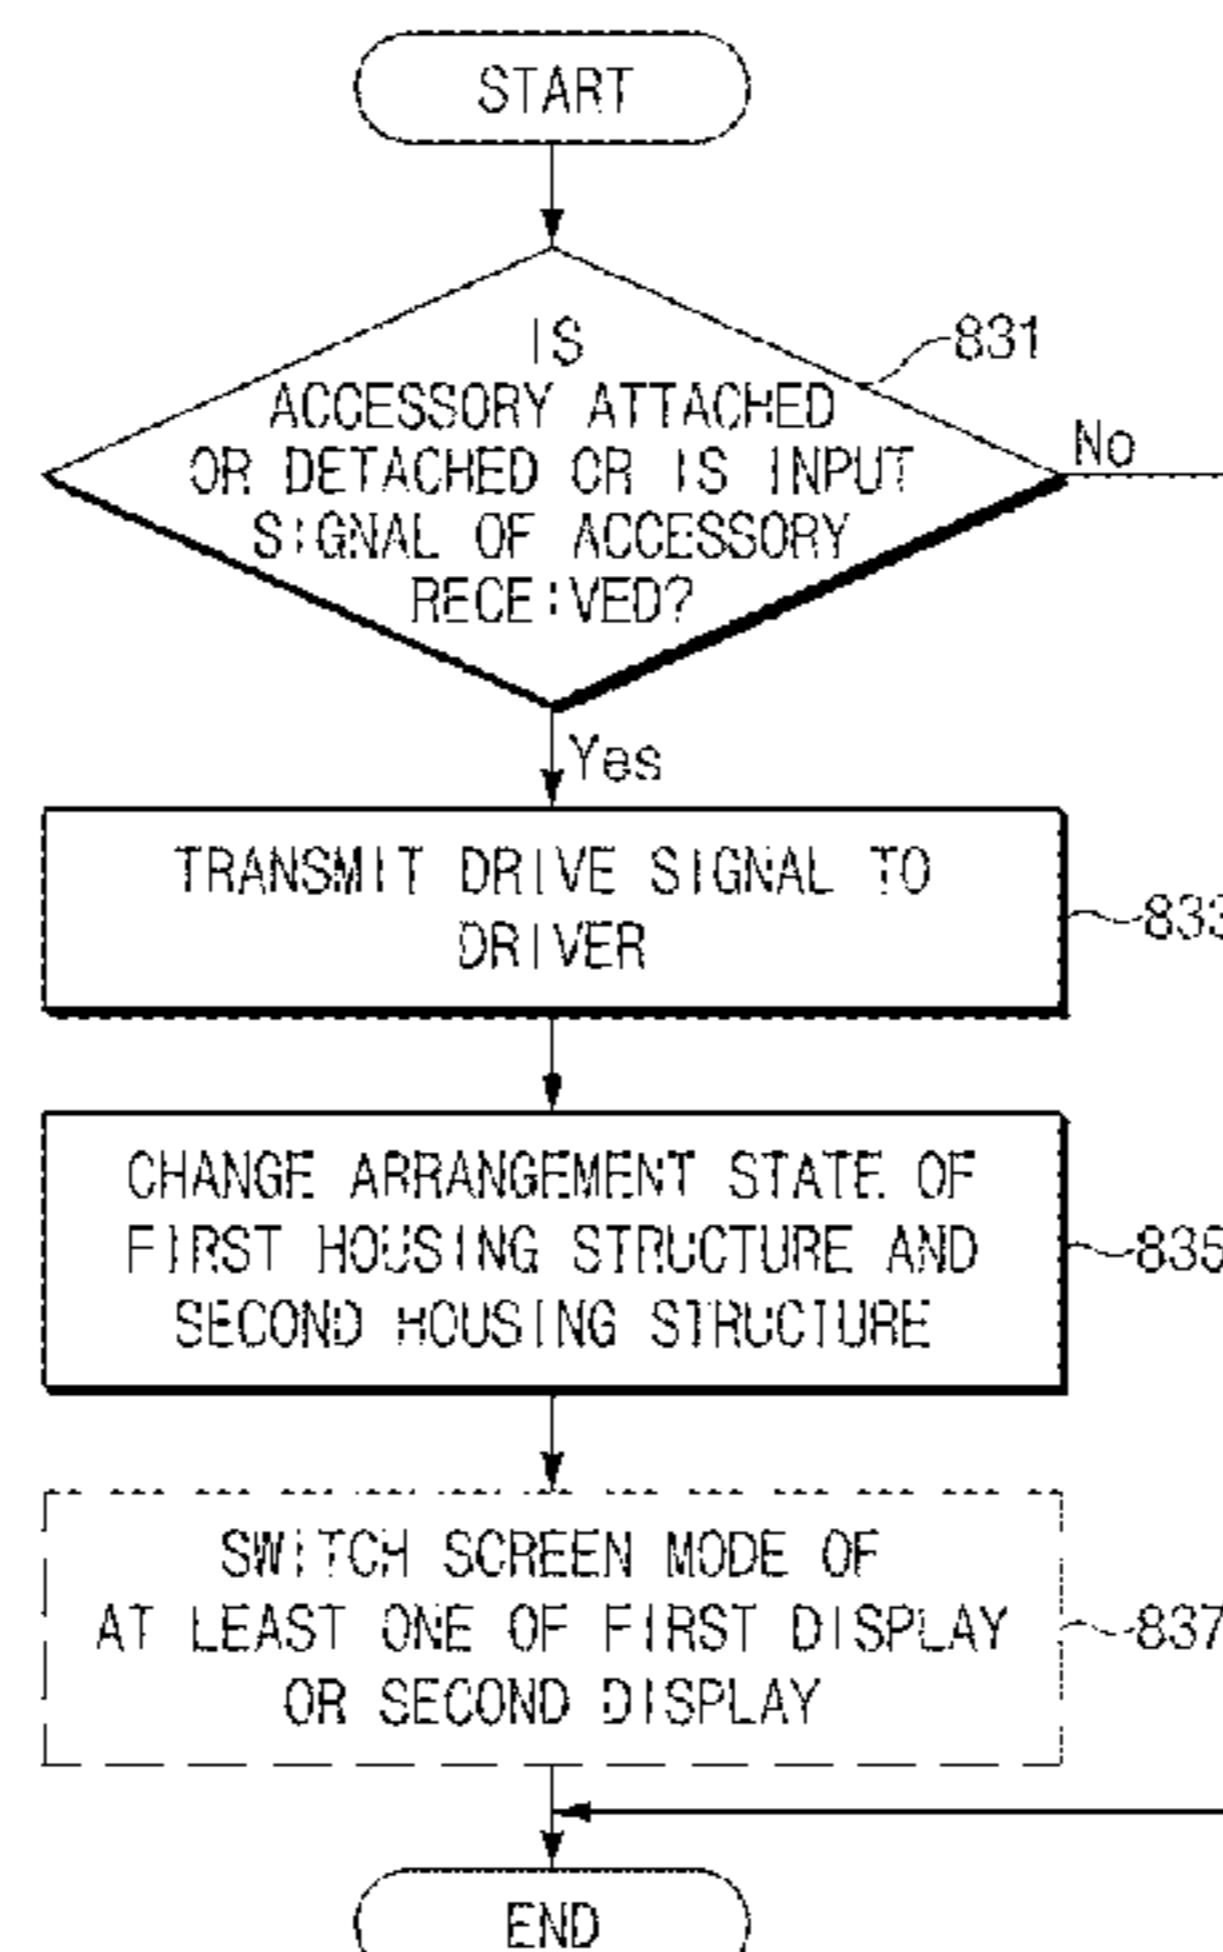 START
IS
831
ACCESSORY ATTACHED
No
OR DETACHED OR IS INPUT
SIGNAL OF ACCESSORY
RECEIVED?
Yes
TRANSMIT DRIVE SIGNAL TO
833
DRIVER
CHANGE ARRANGEMENT STATE OF
FIRST HOUSING STRUCTURE AND
835
SECOND HOUSING STRUCTURE
SWITCH SCREEN MODE OF
AT LEAST ONE OF FIRST DISPLAY
837
OR SECOND DISPLAY
END